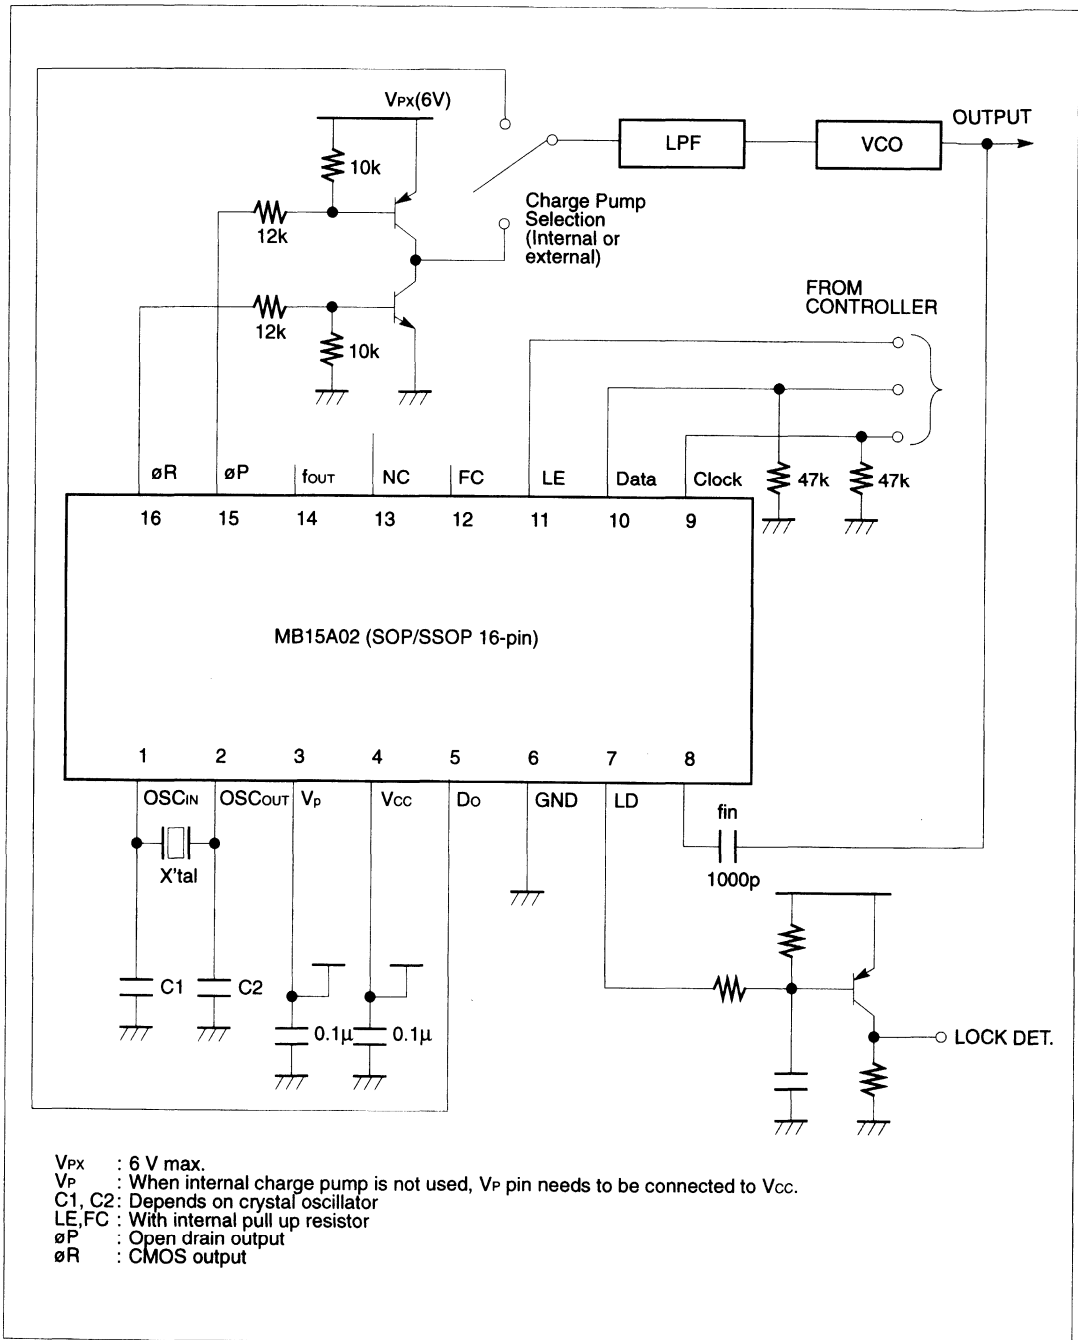 VPX(6V)
OUTPUT
LPF
VCO
10k
12k
Charge Pump
Selection
(Internal or
external)
12k
10k
FROM
CONTROLLER
øR øP fOUT NC FC LE Data Clock
47k 47k
16 15 14 13 12 11 10 9
MB15A02 (SOP/SSOP 16-pin)
1 2 3 4 5 6 7 8
OSCIN OSCOUT Vp VCC DO GND LD fin
X'tal
1000p
C1 C2
0.1µ 0.1µ
LOCK DET.
VPX : 6 V max.
VP : When internal charge pump is not used, VP pin needs to be connected to VCC.
C1, C2 : Depends on crystal oscillator
LE,FC : With internal pull up resistor
øP : Open drain output
øR : CMOS output